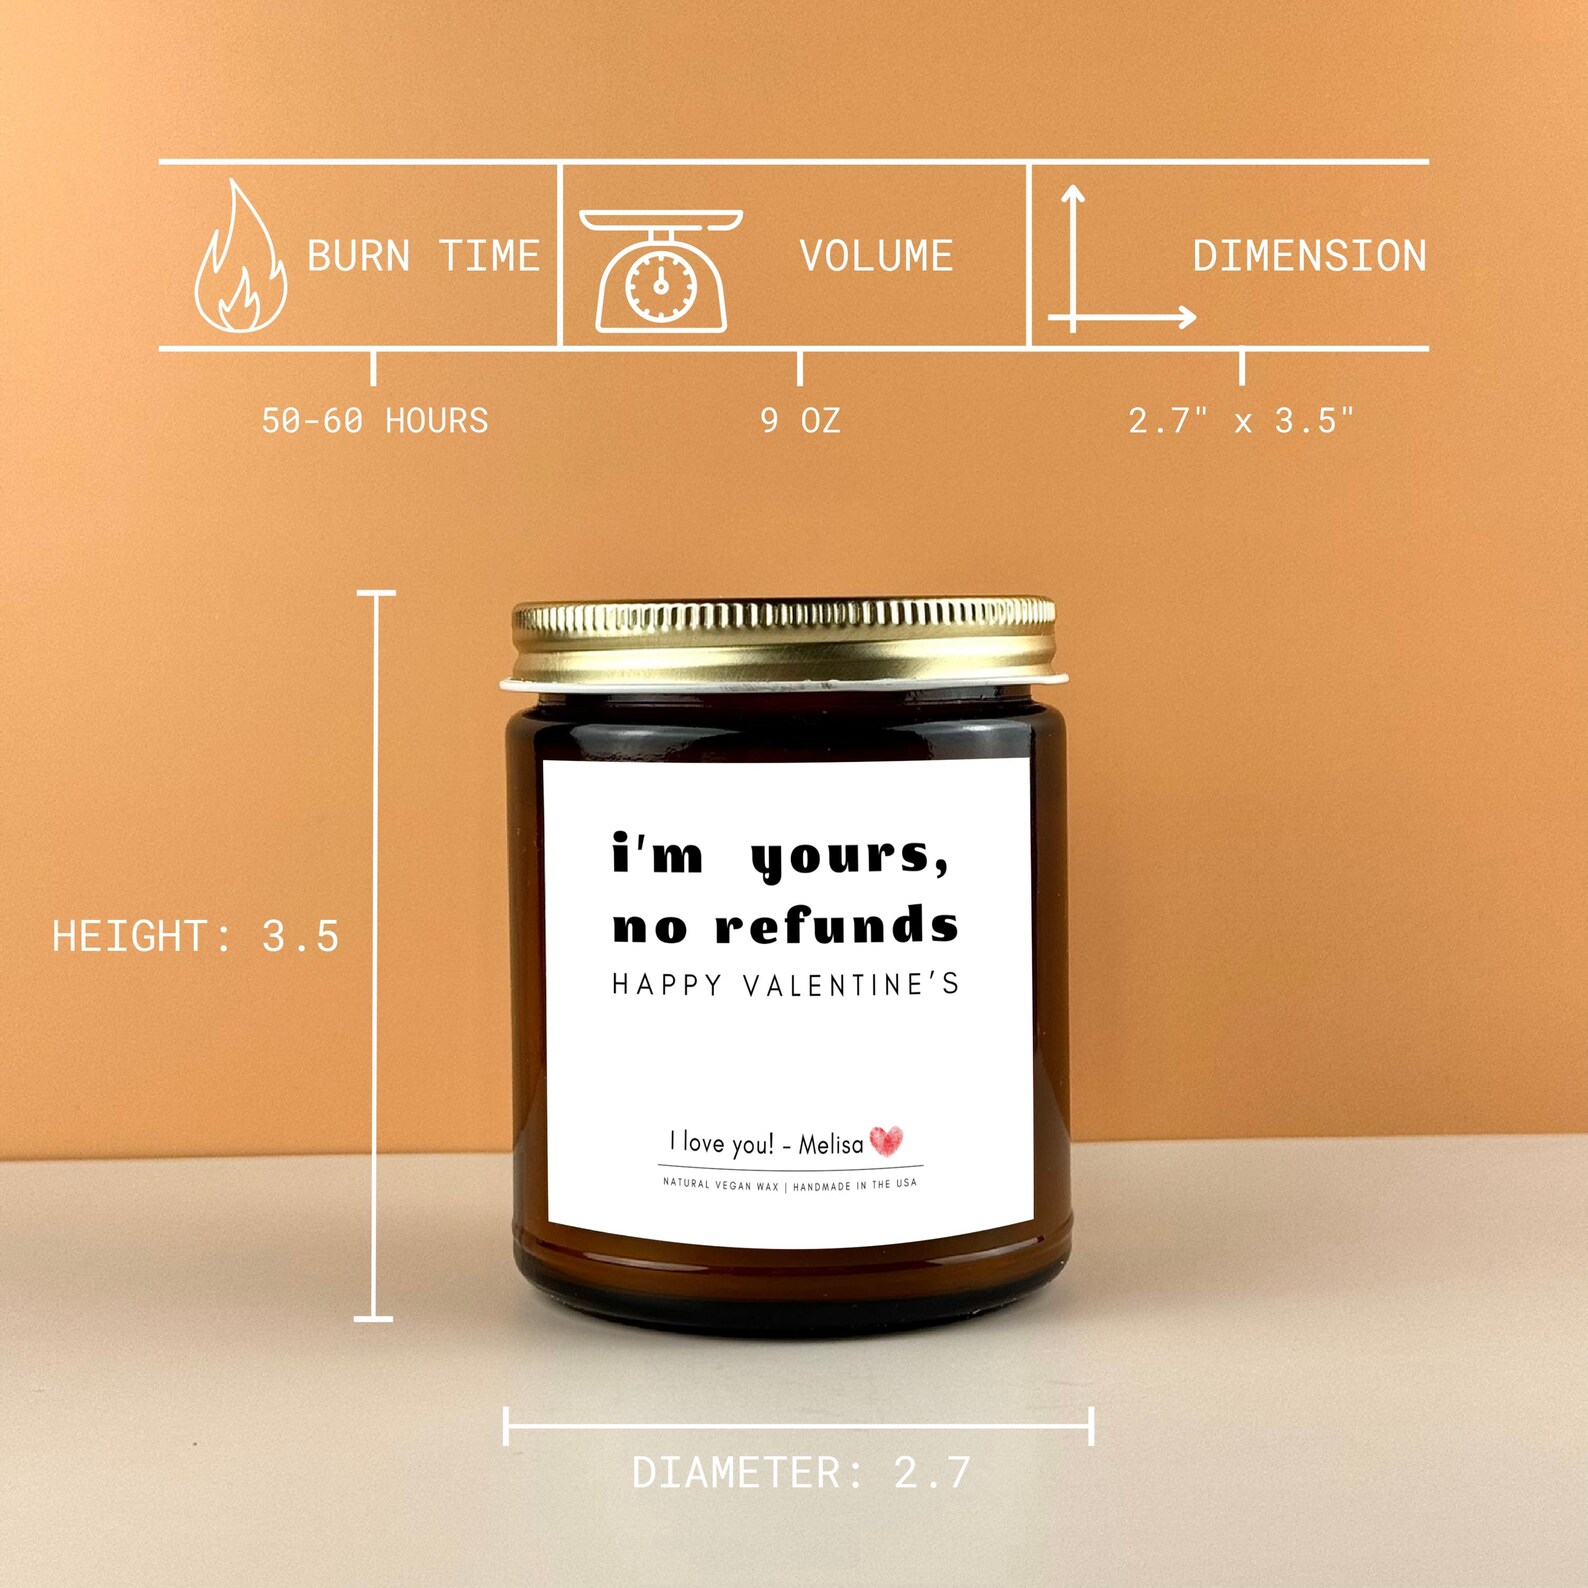 BURN TIME
VOLUME
DIMENSION
50-60 HOURS
9 OZ
2.7" x 3.5"
HEIGHT: 3.5
i'm yours,
no refunds
HAPPY VALENTINE'S
I love you! - Melisa
NATURAL VEGAN WAX | HANDMADE IN THE USA
DIAMETER: 2.7